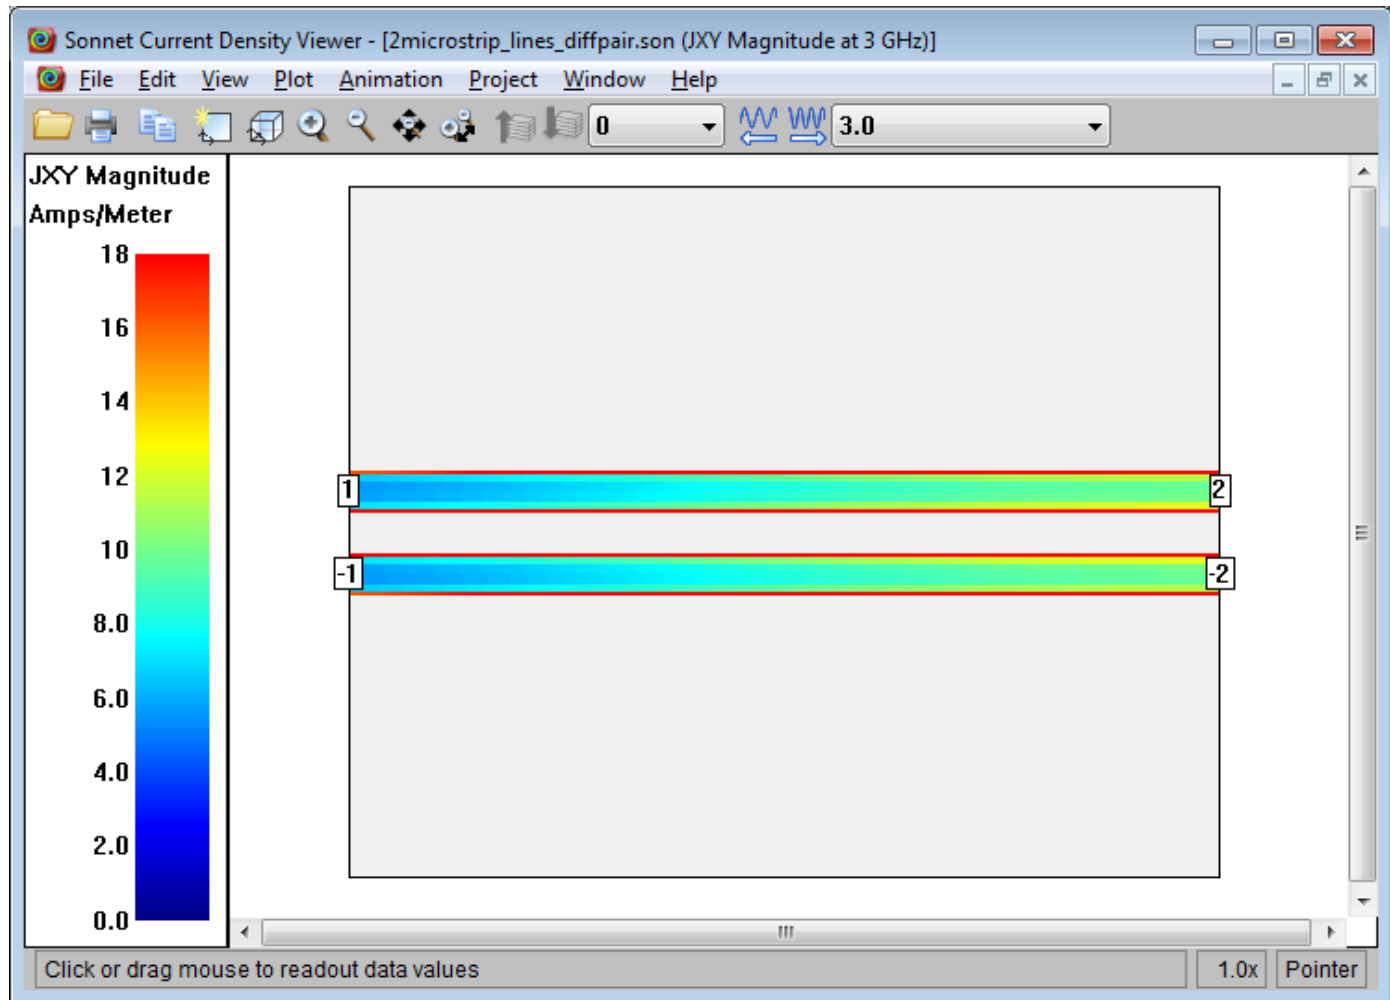 Sonnet Current Density Viewer - [2microstrip_lines_diffpair.son (JXY Magnitude at 3 GHz)]
File Edit View Plot Animation Project Window Help
0 3.0
JXY Magnitude
Amps/Meter
18
16
14
12
10
8.0
6.0
4.0
2.0
0.0
1 2
-1 -2
Click or drag mouse to readout data values 1.0x Pointer